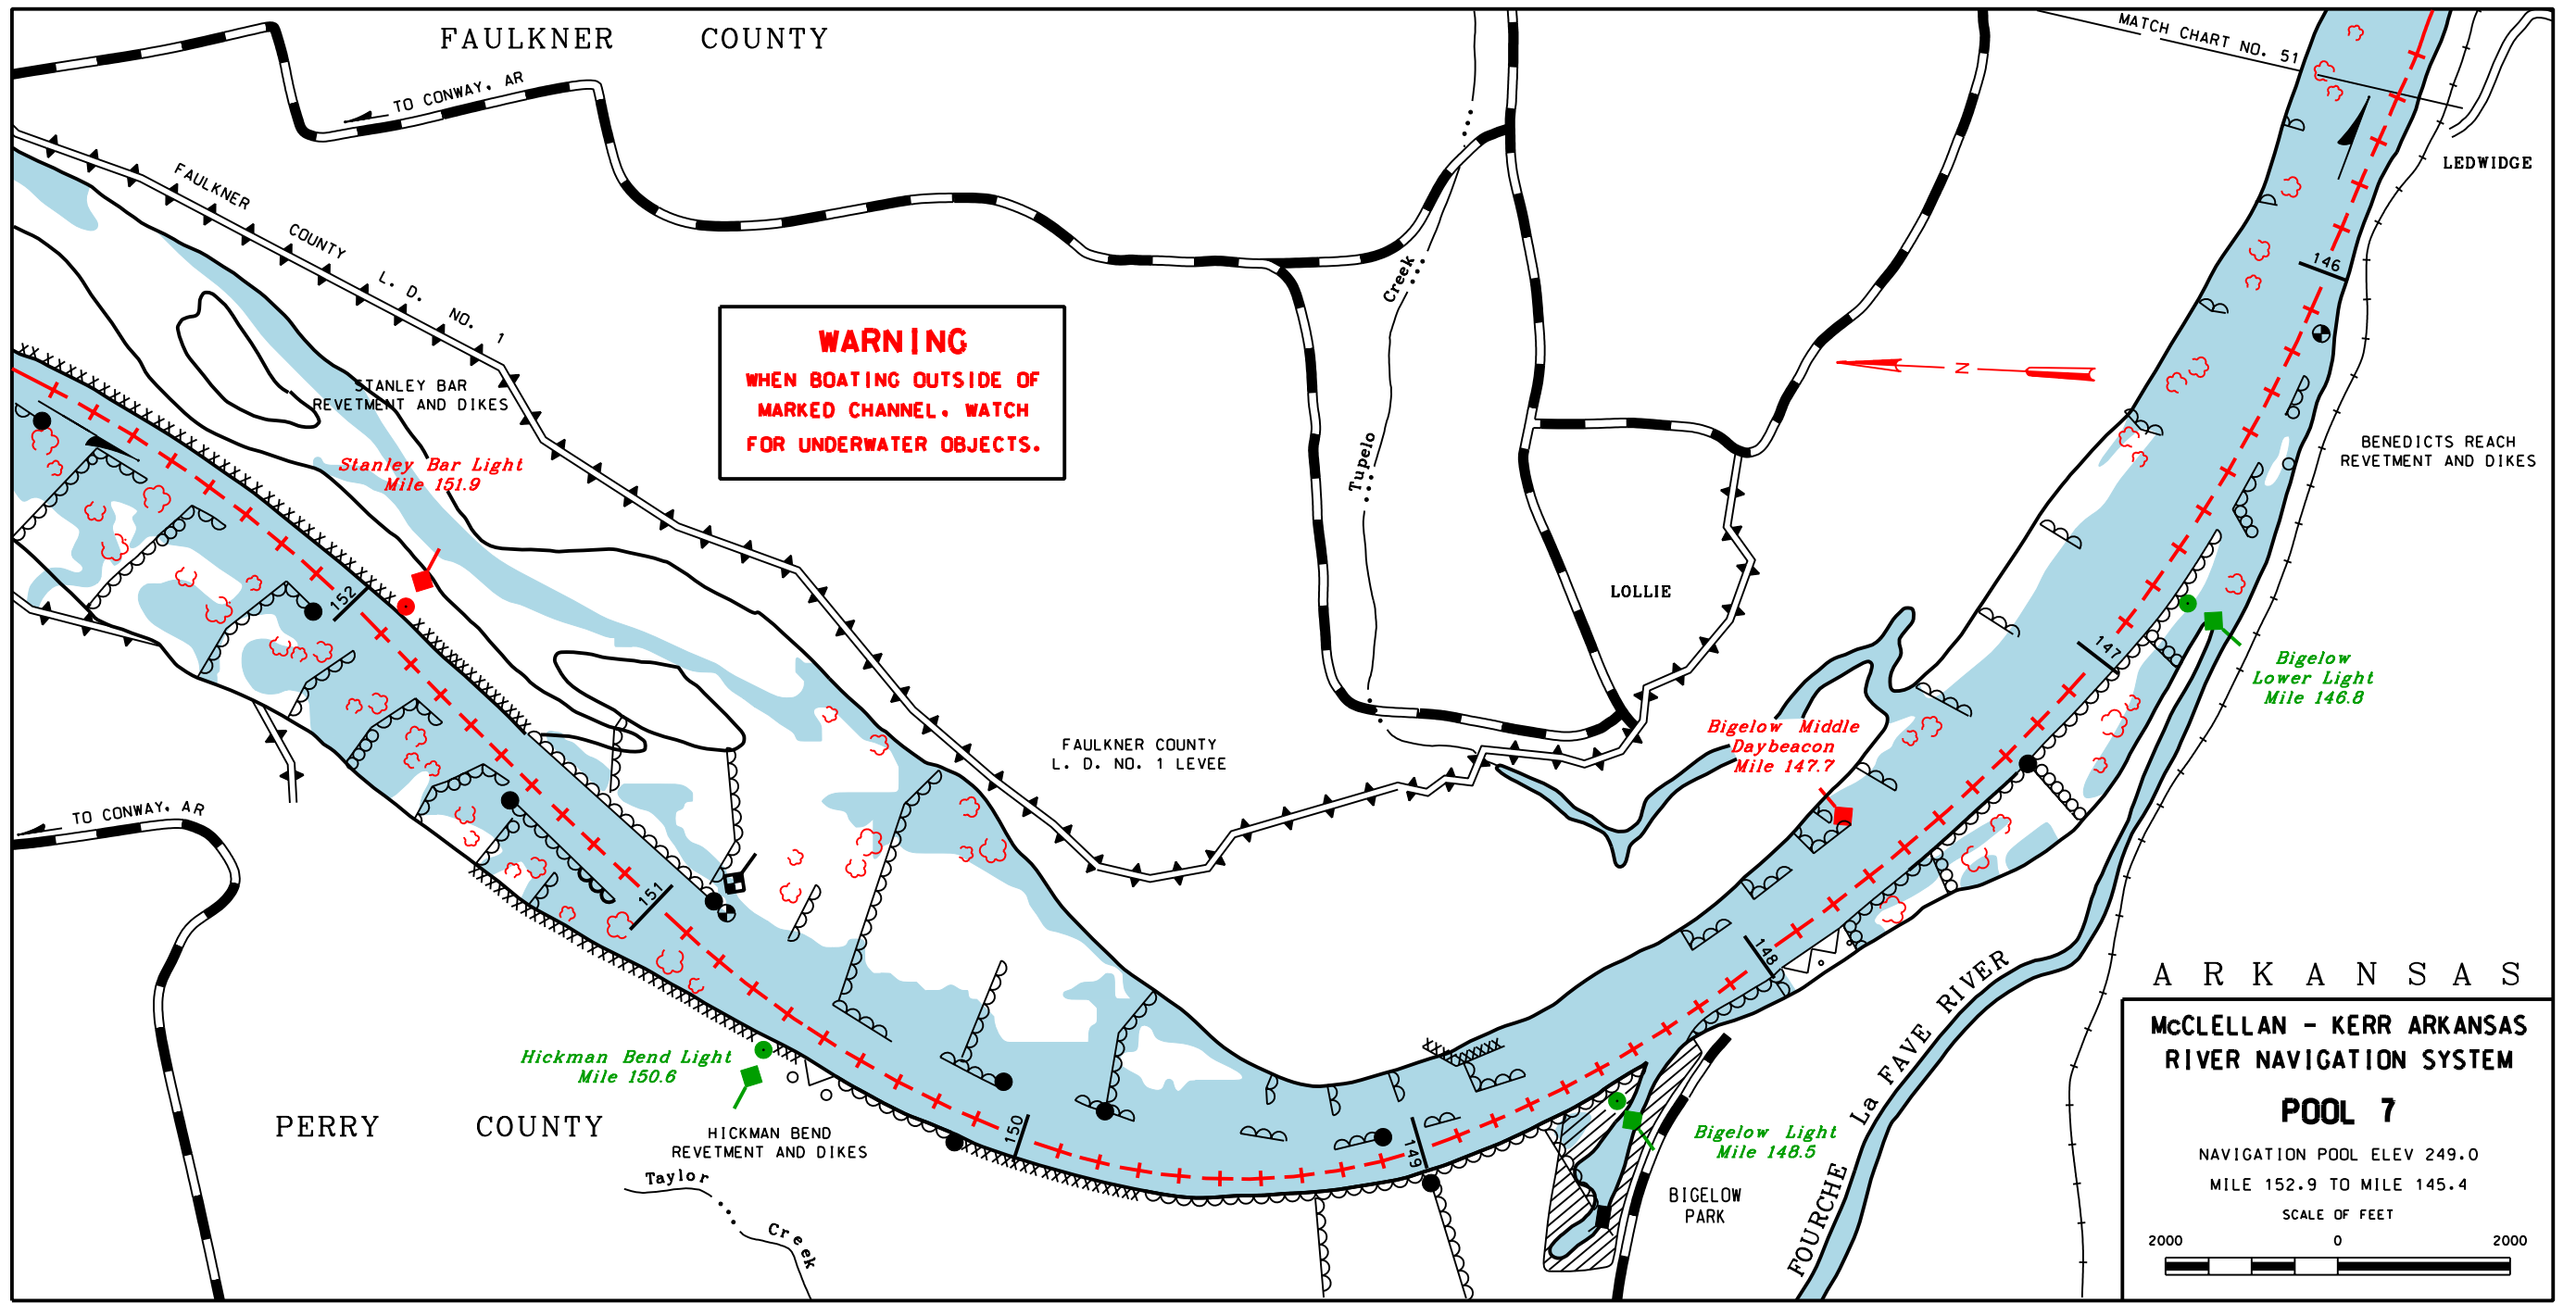 FAULKNER COUNTY
MATCH CHART NO. 51
TO CONWAY, AR
LEDWIDGE
FAULKNER COUNTY L. D. NO. 1
146
Tupelo Creek
WARNING
WHEN BOATING OUTSIDE OF
MARKED CHANNEL, WATCH
FOR UNDERWATER OBJECTS.
N
STANLEY BAR
REVETMENT AND DIKES
Stanley Bar Light
Mile 151.9
BENEDICTS REACH
REVETMENT AND DIKES
152
LOLLIE
147
Bigelow
Lower Light
Mile 146.8
Bigelow Middle
Daybeacon
Mile 147.7
FAULKNER COUNTY
L. D. NO. 1 LEVEE
TO CONWAY, AR
151
148
FOURCHE La FAVE RIVER
ARKANSAS
McCLELLAN - KERR ARKANSAS
RIVER NAVIGATION SYSTEM
POOL 7
NAVIGATION POOL ELEV 249.0
MILE 152.9 TO MILE 145.4
SCALE OF FEET
2000 0 2000
Hickman Bend Light
Mile 150.6
PERRY COUNTY
HICKMAN BEND
REVETMENT AND DIKES
150
149
Bigelow Light
Mile 148.5
Taylor Creek
BIGELOW
PARK